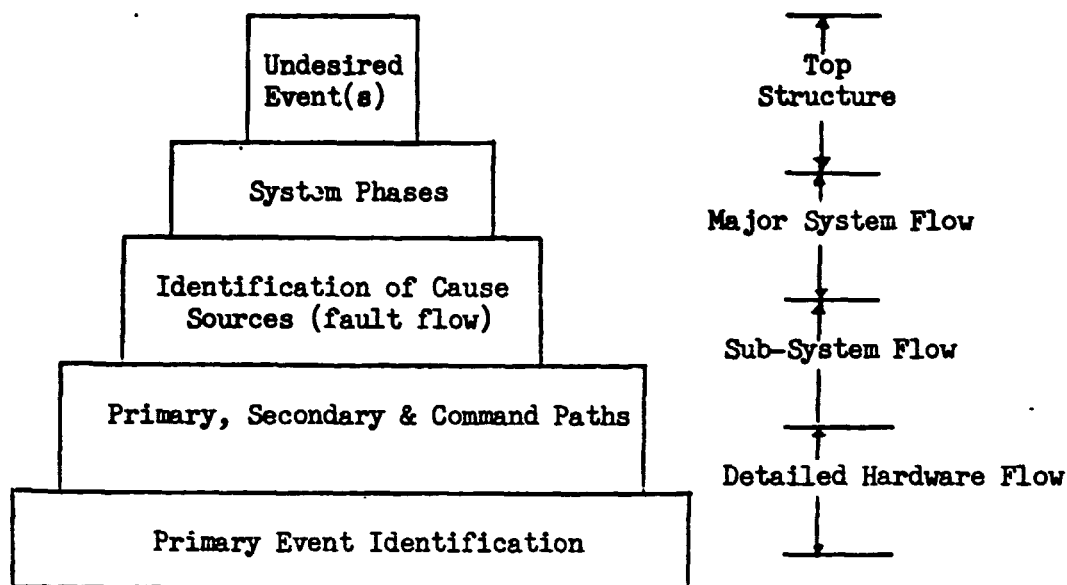 Undesired
Event(s)
System Phases
Identification of Cause
Sources (fault flow)
Primary, Secondary & Command Paths
Primary Event Identification
Top
Structure
Major System Flow
Sub-System Flow
Detailed Hardware Flow